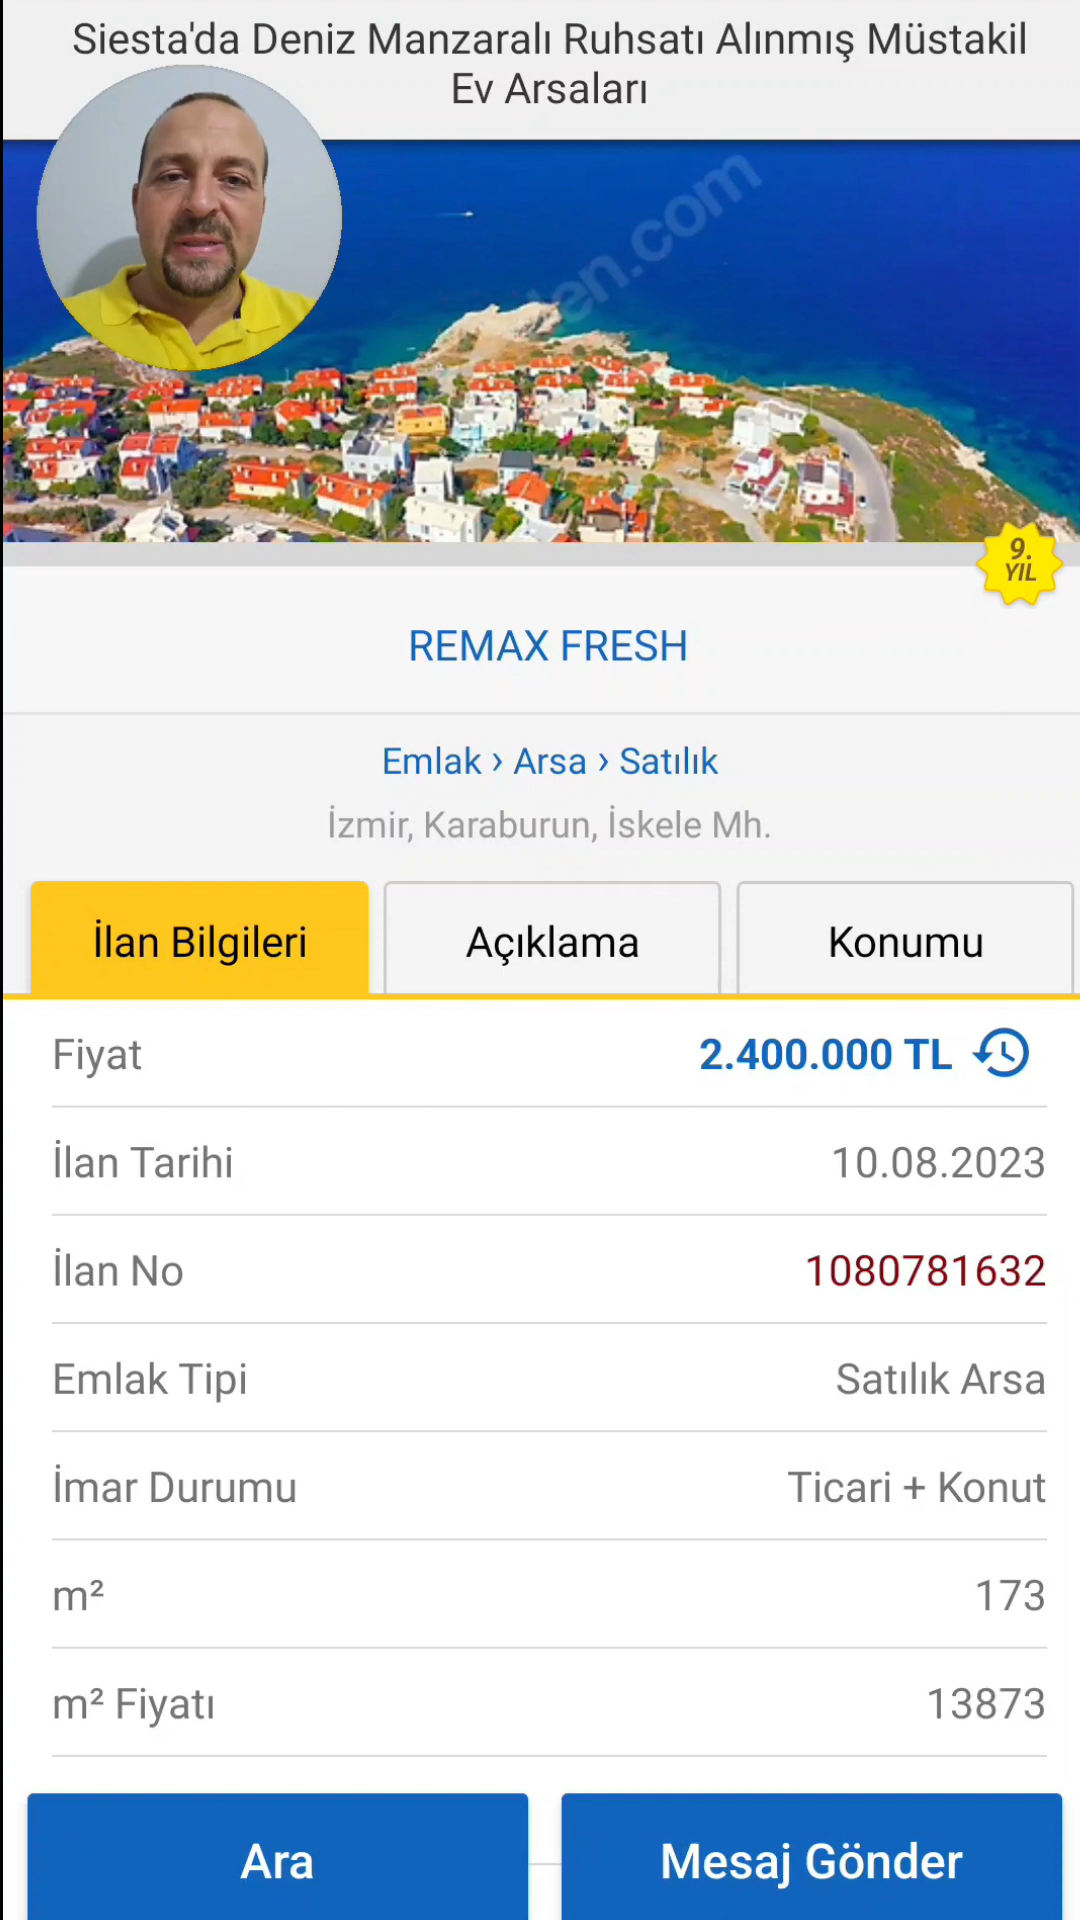 Siesta'da Deniz Manzaralı Ruhsatı Alınmış Müstakil
Ev Arsaları
en.com
9.
YIL
REMAX FRESH
Emlak › Arsa › Satılık
İzmir, Karaburun, İskele Mh.
İlan Bilgileri
Açıklama
Konumu
Fiyat
2.400.000 TL
İlan Tarihi
10.08.2023
İlan No
1080781632
Emlak Tipi
Satılık Arsa
İmar Durumu
Ticari + Konut
m²
173
m² Fiyatı
13873
Ara
Mesaj Gönder